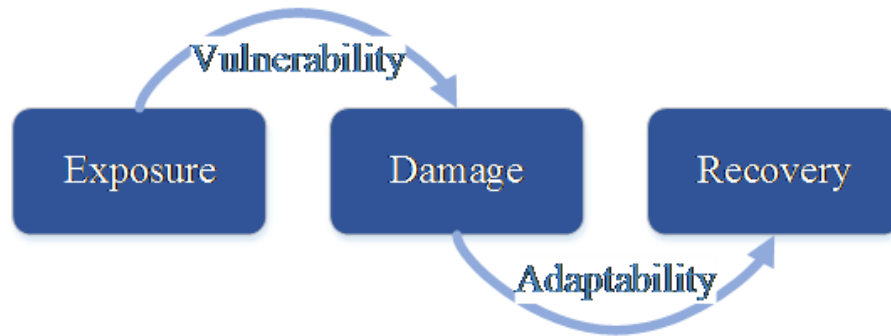 Vulnerability
Exposure
Damage
Recovery
Adaptability